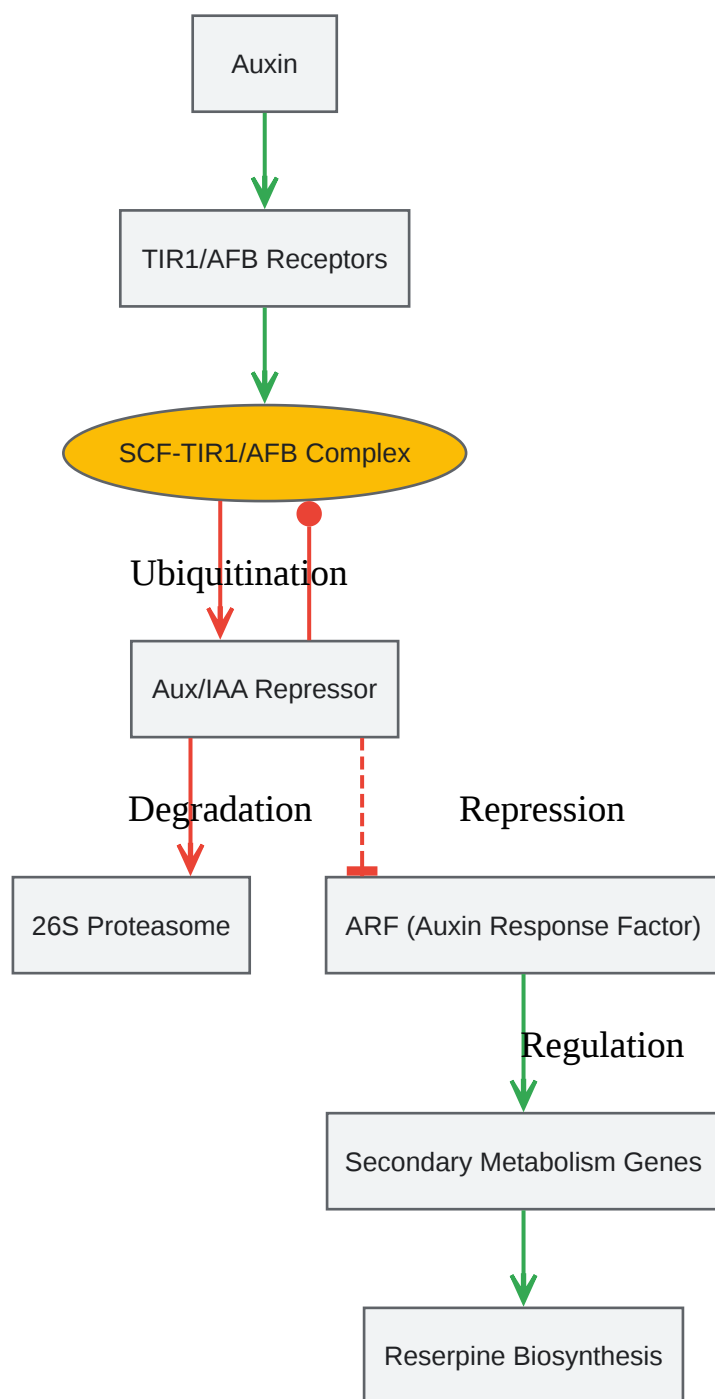 Auxin
TIR1/AFB Receptors
SCF-TIR1/AFB Complex
Ubiquitination
Aux/IAA Repressor
Degradation
Repression
26S Proteasome
ARF (Auxin Response Factor)
Regulation
Secondary Metabolism Genes
Reserpine Biosynthesis